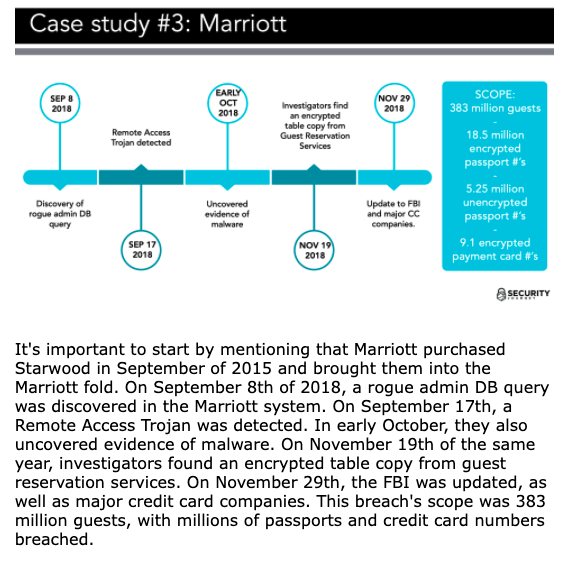 Case study #3: Marriott
SEP 8
2018
Discovery of
rogue admin DB
query
Remote Access
Trojan detected
SEP 17
2018
EARLY
OCT
2018
Uncovered
evidence of
malware
Investigators find
an encrypted
table copy from
Guest Reservation
Services
NOV 19
2018
NOV 29
2018
Update to FBI
and major CC
companies.
SCOPE:
383 million guests
-
18.5 million
encrypted
passport #'s
-
5.25 million
unencrypted
passport #'s
-
9.1 encrypted
payment card #'s
SECURITY
JOURNEY
It's important to start by mentioning that Marriott purchased
Starwood in September of 2015 and brought them into the
Marriott fold. On September 8th of 2018, a rogue admin DB query
was discovered in the Marriott system. On September 17th, a
Remote Access Trojan was detected. In early October, they also
uncovered evidence of malware. On November 19th of the same
year, investigators found an encrypted table copy from guest
reservation services. On November 29th, the FBI was updated, as
well as major credit card companies. This breach's scope was 383
million guests, with millions of passports and credit card numbers
breached.